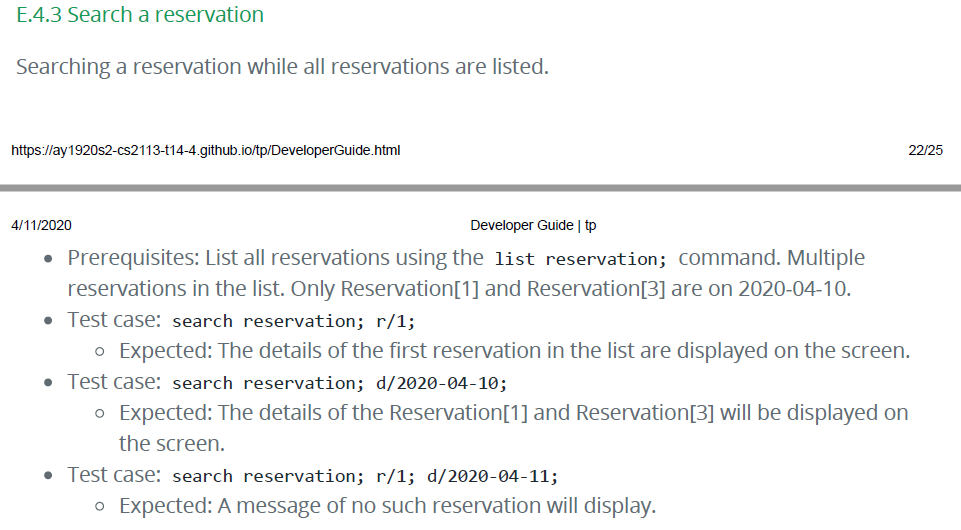 E.4.3 Search a reservation
Searching a reservation while all reservations are listed.
https://ay1920s2-cs2113-t14-4.github.io/tp/DeveloperGuide.html 22/25
4/11/2020 Developer Guide | tp
• Prerequisites: List all reservations using the list reservation; command. Multiple
reservations in the list. Only Reservation[1] and Reservation[3] are on 2020-04-10.
• Test case: search reservation; r/1;
○ Expected: The details of the first reservation in the list are displayed on the screen.
• Test case: search reservation; d/2020-04-10;
○ Expected: The details of the Reservation[1] and Reservation[3] will be displayed on
the screen.
• Test case: search reservation; r/1; d/2020-04-11;
○ Expected: A message of no such reservation will display.